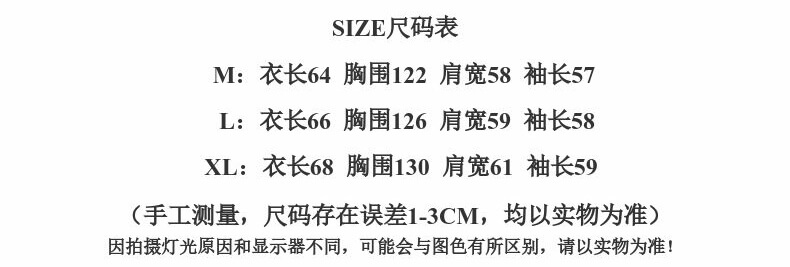 SIZE尺码表
M：衣长64 胸围122 肩宽58 袖长57
L：衣长66 胸围126 肩宽59 袖长58
XL：衣长68 胸围130 肩宽61 袖长59
（手工测量，尺码存在误差1-3CM，均以实物为准）
因拍摄灯光原因和显示器不同，可能会与图色有所区别，请以实物为准！